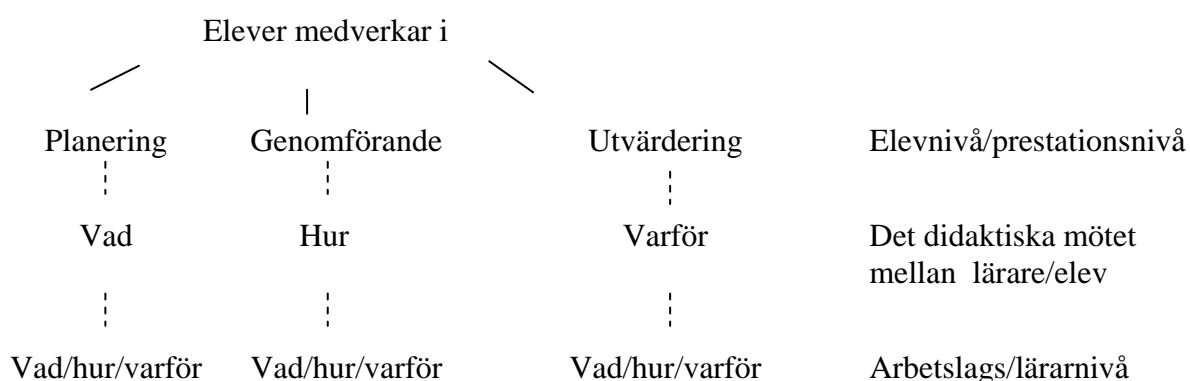 Elever medverkar i
Planering Genomförande Utvärdering Elevnivå/prestationsnivå
Vad Hur Varför Det didaktiska mötet
mellan lärare/elev
Vad/hur/varför Vad/hur/varför Vad/hur/varför Arbetslags/lärarnivå